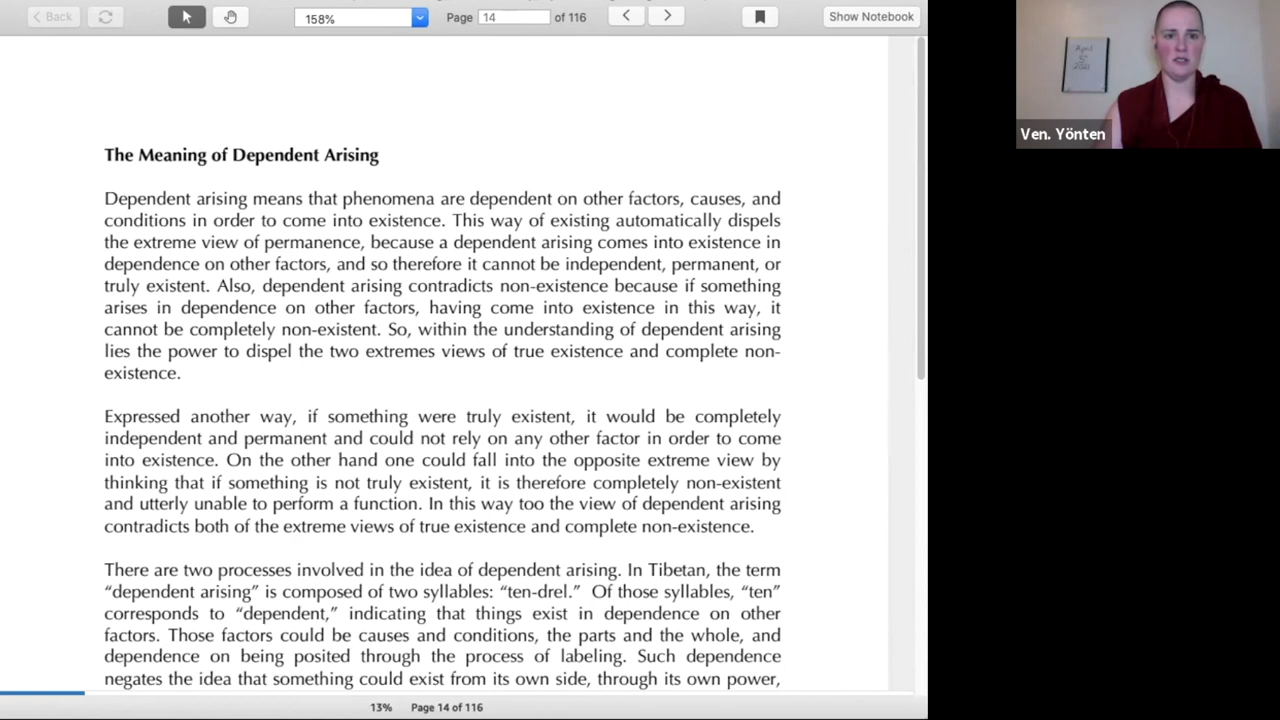 Back
158%
Page 14 of 116
Show Notebook
April
5th
2021
Ven. Yönten
The Meaning of Dependent Arising
Dependent arising means that phenomena are dependent on other factors, causes, and
conditions in order to come into existence. This way of existing automatically dispels
the extreme view of permanence, because a dependent arising comes into existence in
dependence on other factors, and so therefore it cannot be independent, permanent, or
truly existent. Also, dependent arising contradicts non-existence because if something
arises in dependence on other factors, having come into existence in this way, it
cannot be completely non-existent. So, within the understanding of dependent arising
lies the power to dispel the two extremes views of true existence and complete non-
existence.
Expressed another way, if something were truly existent, it would be completely
independent and permanent and could not rely on any other factor in order to come
into existence. On the other hand one could fall into the opposite extreme view by
thinking that if something is not truly existent, it is therefore completely non-existent
and utterly unable to perform a function. In this way too the view of dependent arising
contradicts both of the extreme views of true existence and complete non-existence.
There are two processes involved in the idea of dependent arising. In Tibetan, the term
“dependent arising” is composed of two syllables: “ten-drel.” Of those syllables, “ten”
corresponds to “dependent,” indicating that things exist in dependence on other
factors. Those factors could be causes and conditions, the parts and the whole, and
dependence on being posited through the process of labeling. Such dependence
negates the idea that something could exist from its own side, through its own power,
13% Page 14 of 116